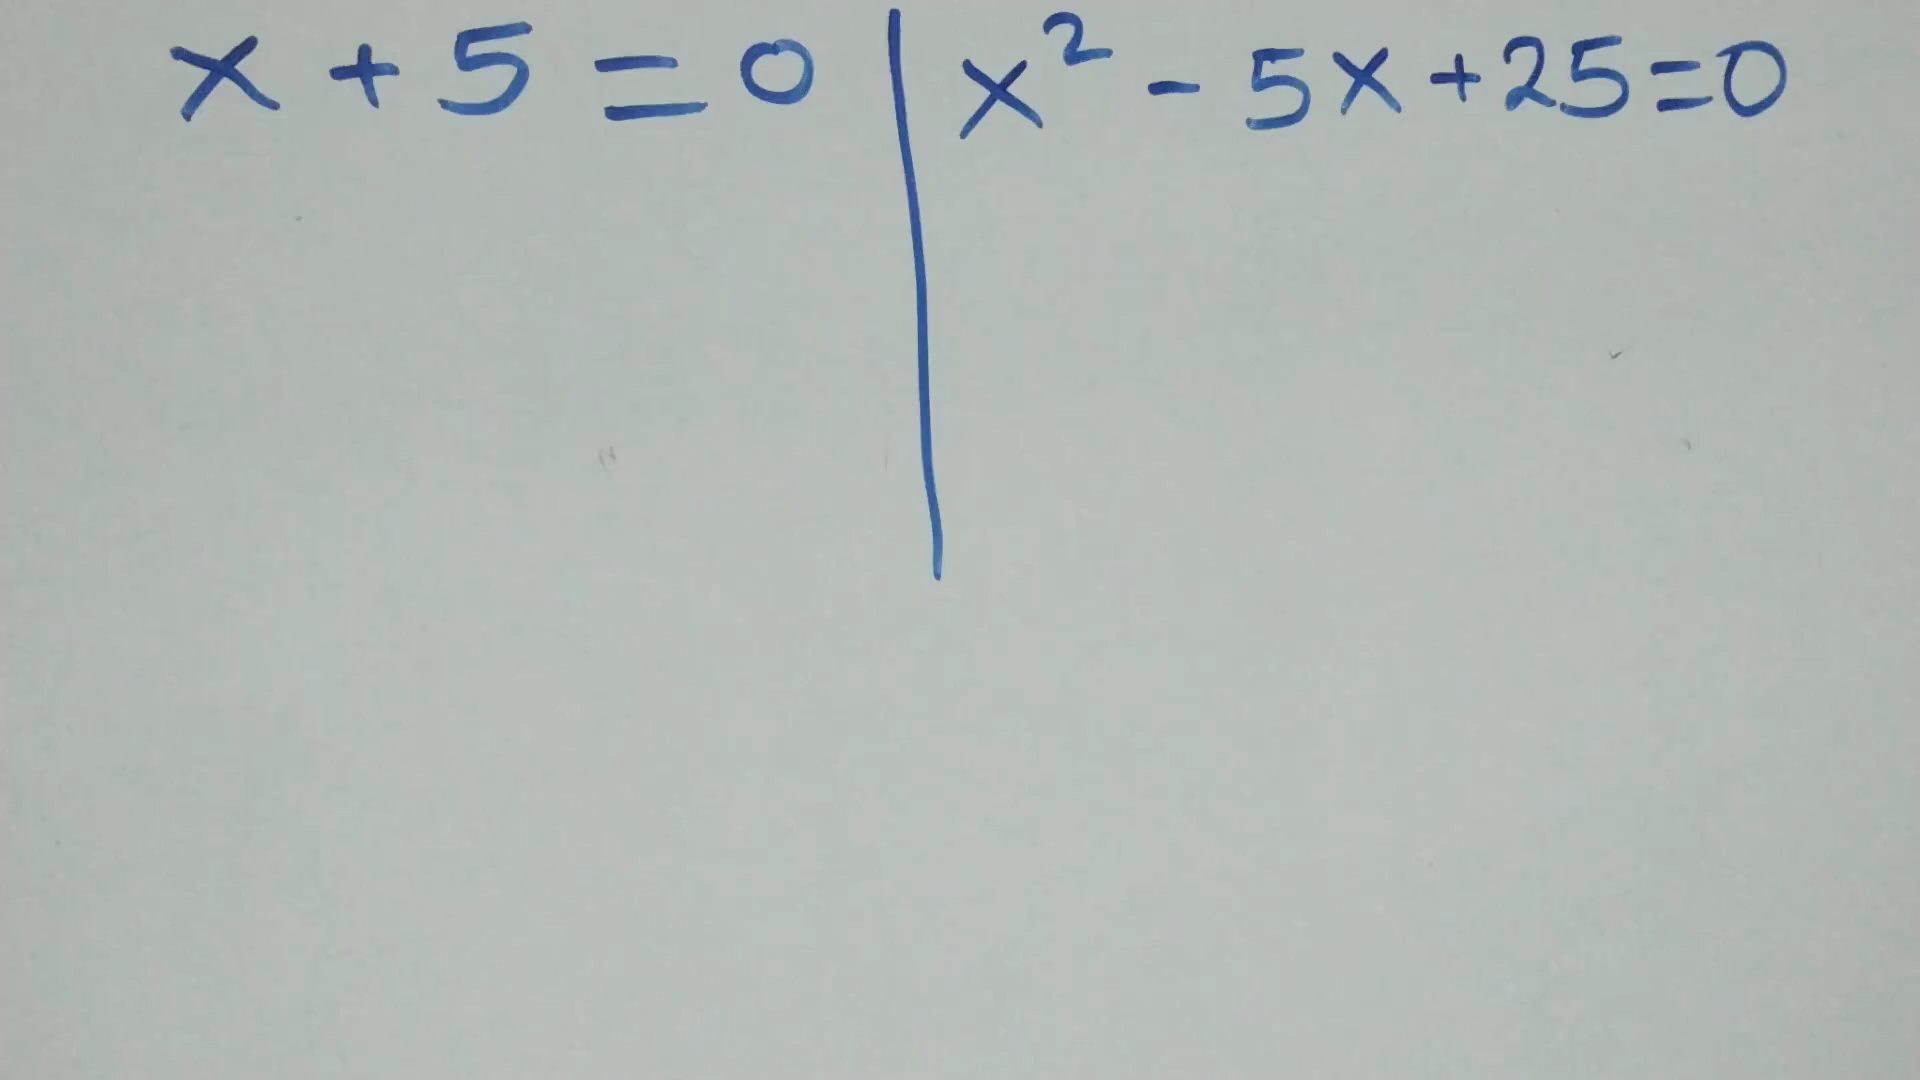 x + 5 = 0 | x² - 5x + 25 = 0